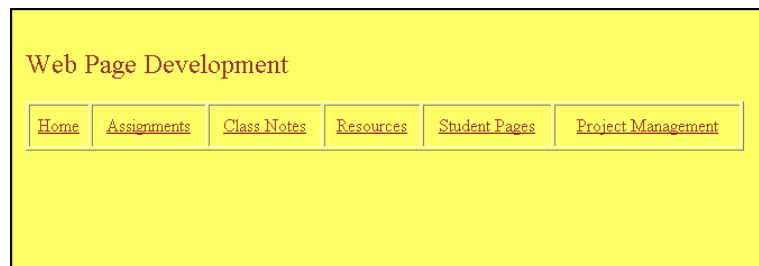 Web Page Development
Home Assignments Class Notes Resources Student Pages Project Management